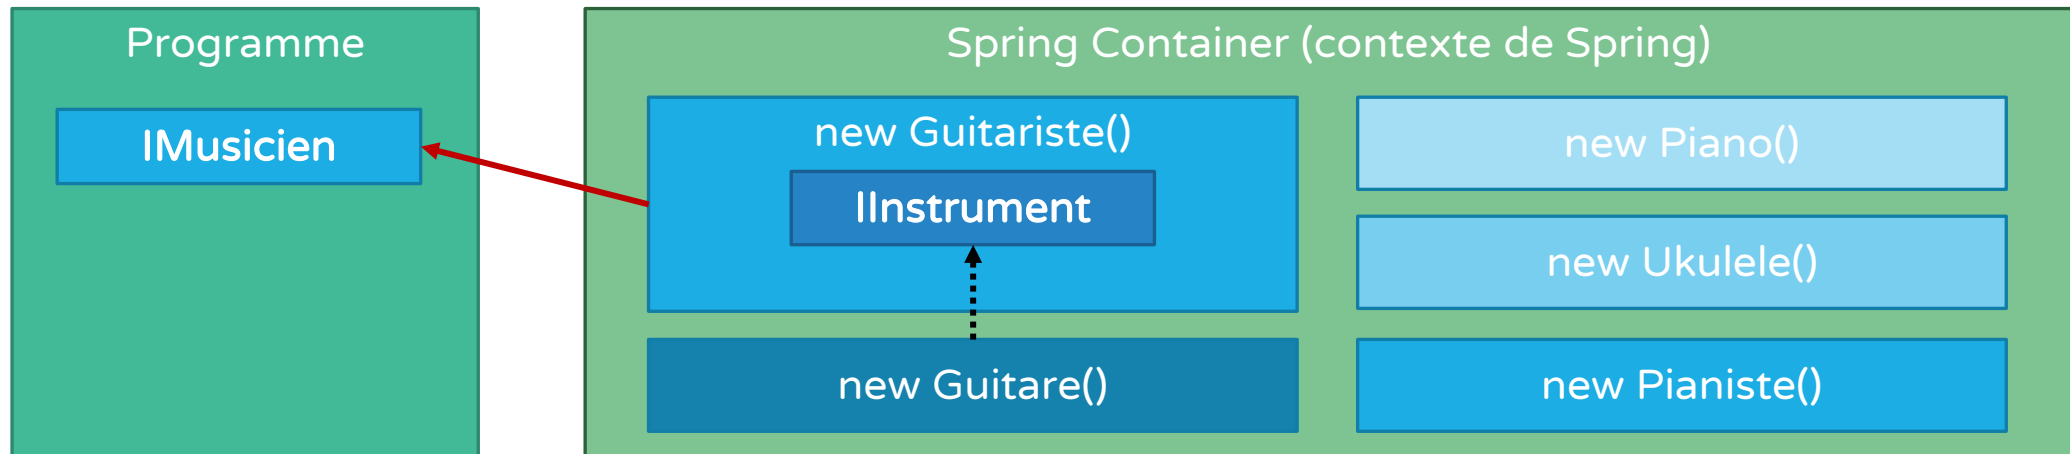 Programme
IMusicien
Spring Container (contexte de Spring)
new Guitariste()
IInstrument
new Guitare()
new Piano()
new Ukulele()
new Pianiste()